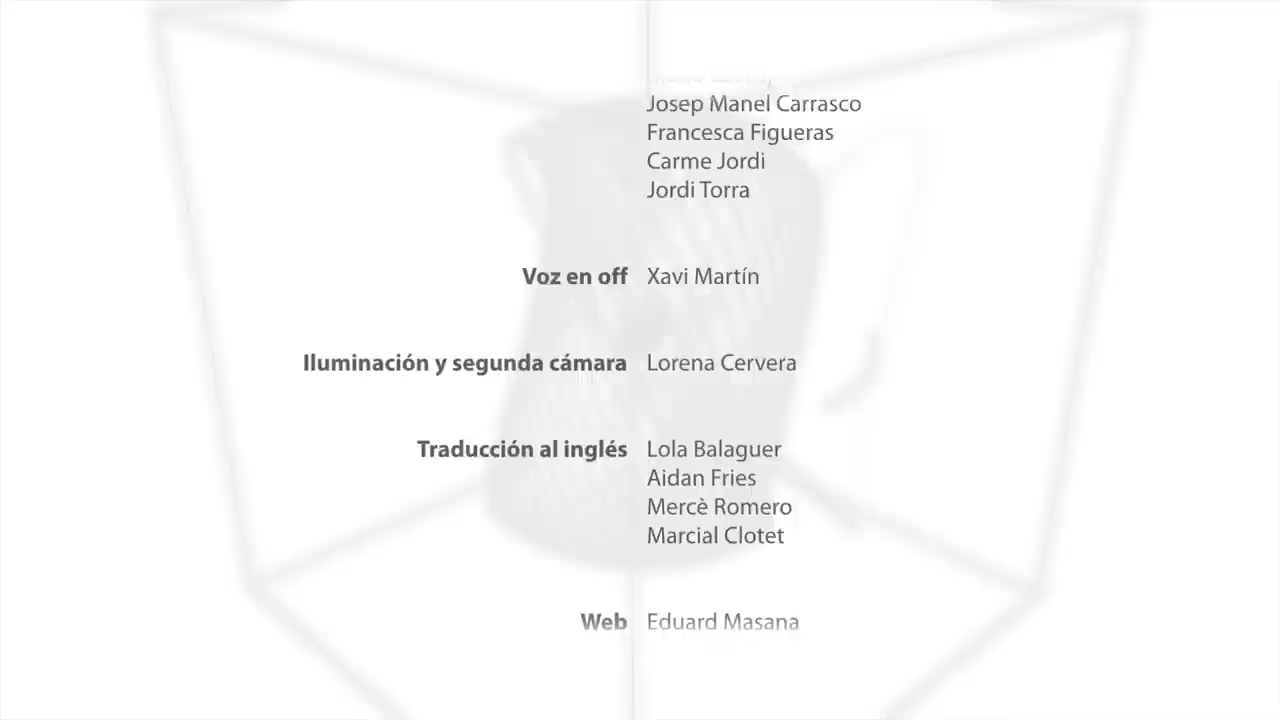 Josep Manel Carrasco
Francesca Figueras
Carme Jordi
Jordi Torra
Voz en off Xavi Martín
Iluminación y segunda cámara Lorena Cervera
Traducción al inglés Lola Balaguer
Aidan Fries
Mercè Romero
Marcial Clotet
Web Eduard Masana